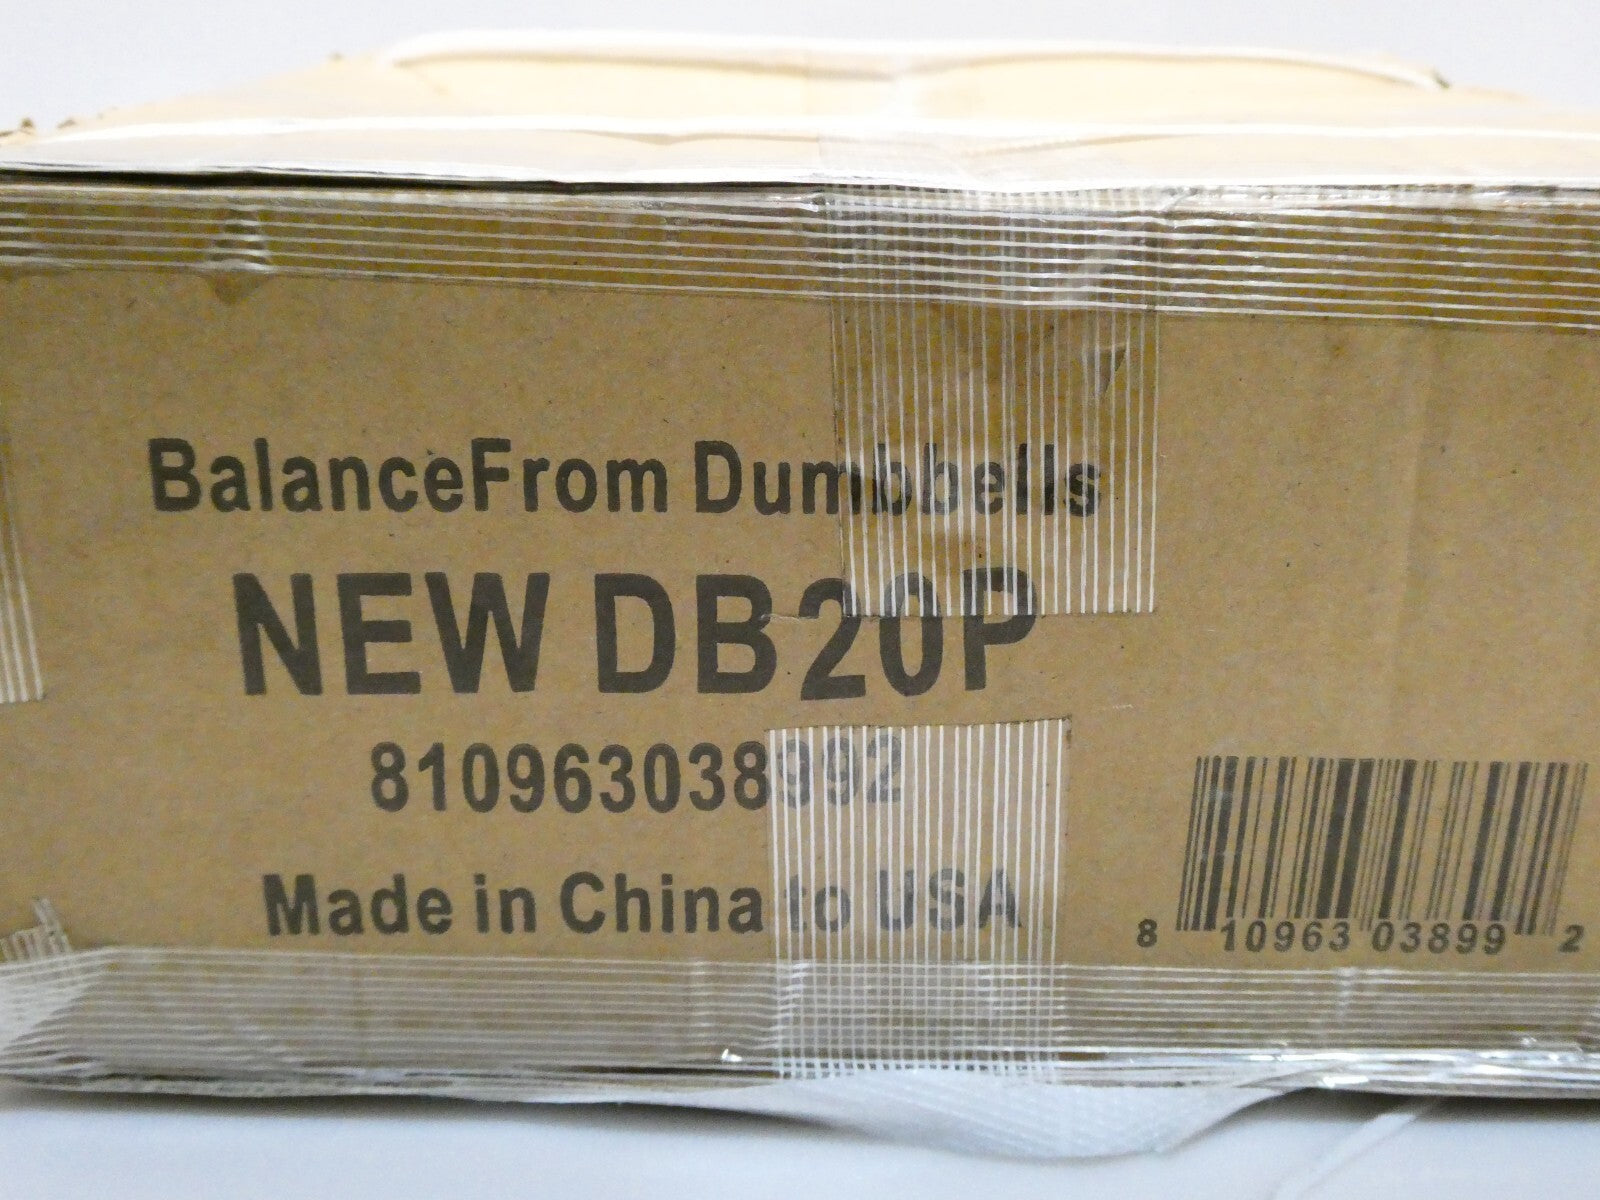 BalanceFrom Dumbbells
NEW DB20P
810963038992
Made in China to USA
8 10963 03899 2